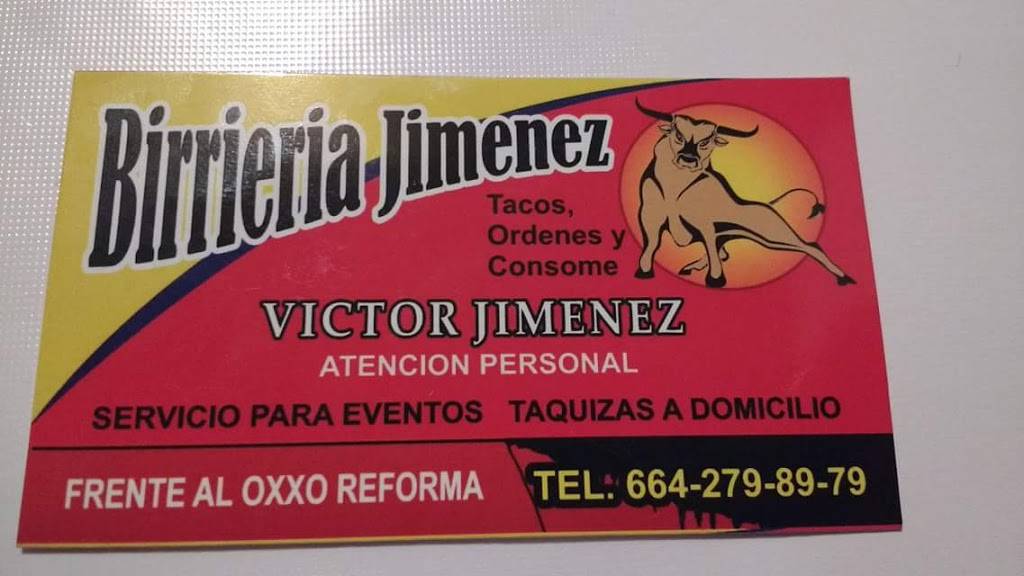 Birrieria Jimenez
Tacos,
Ordenes y
Consome
VICTOR JIMENEZ
ATENCION PERSONAL
SERVICIO PARA EVENTOS TAQUIZAS A DOMICILIO
FRENTE AL OXXO REFORMA
TEL. 664-279-89-79